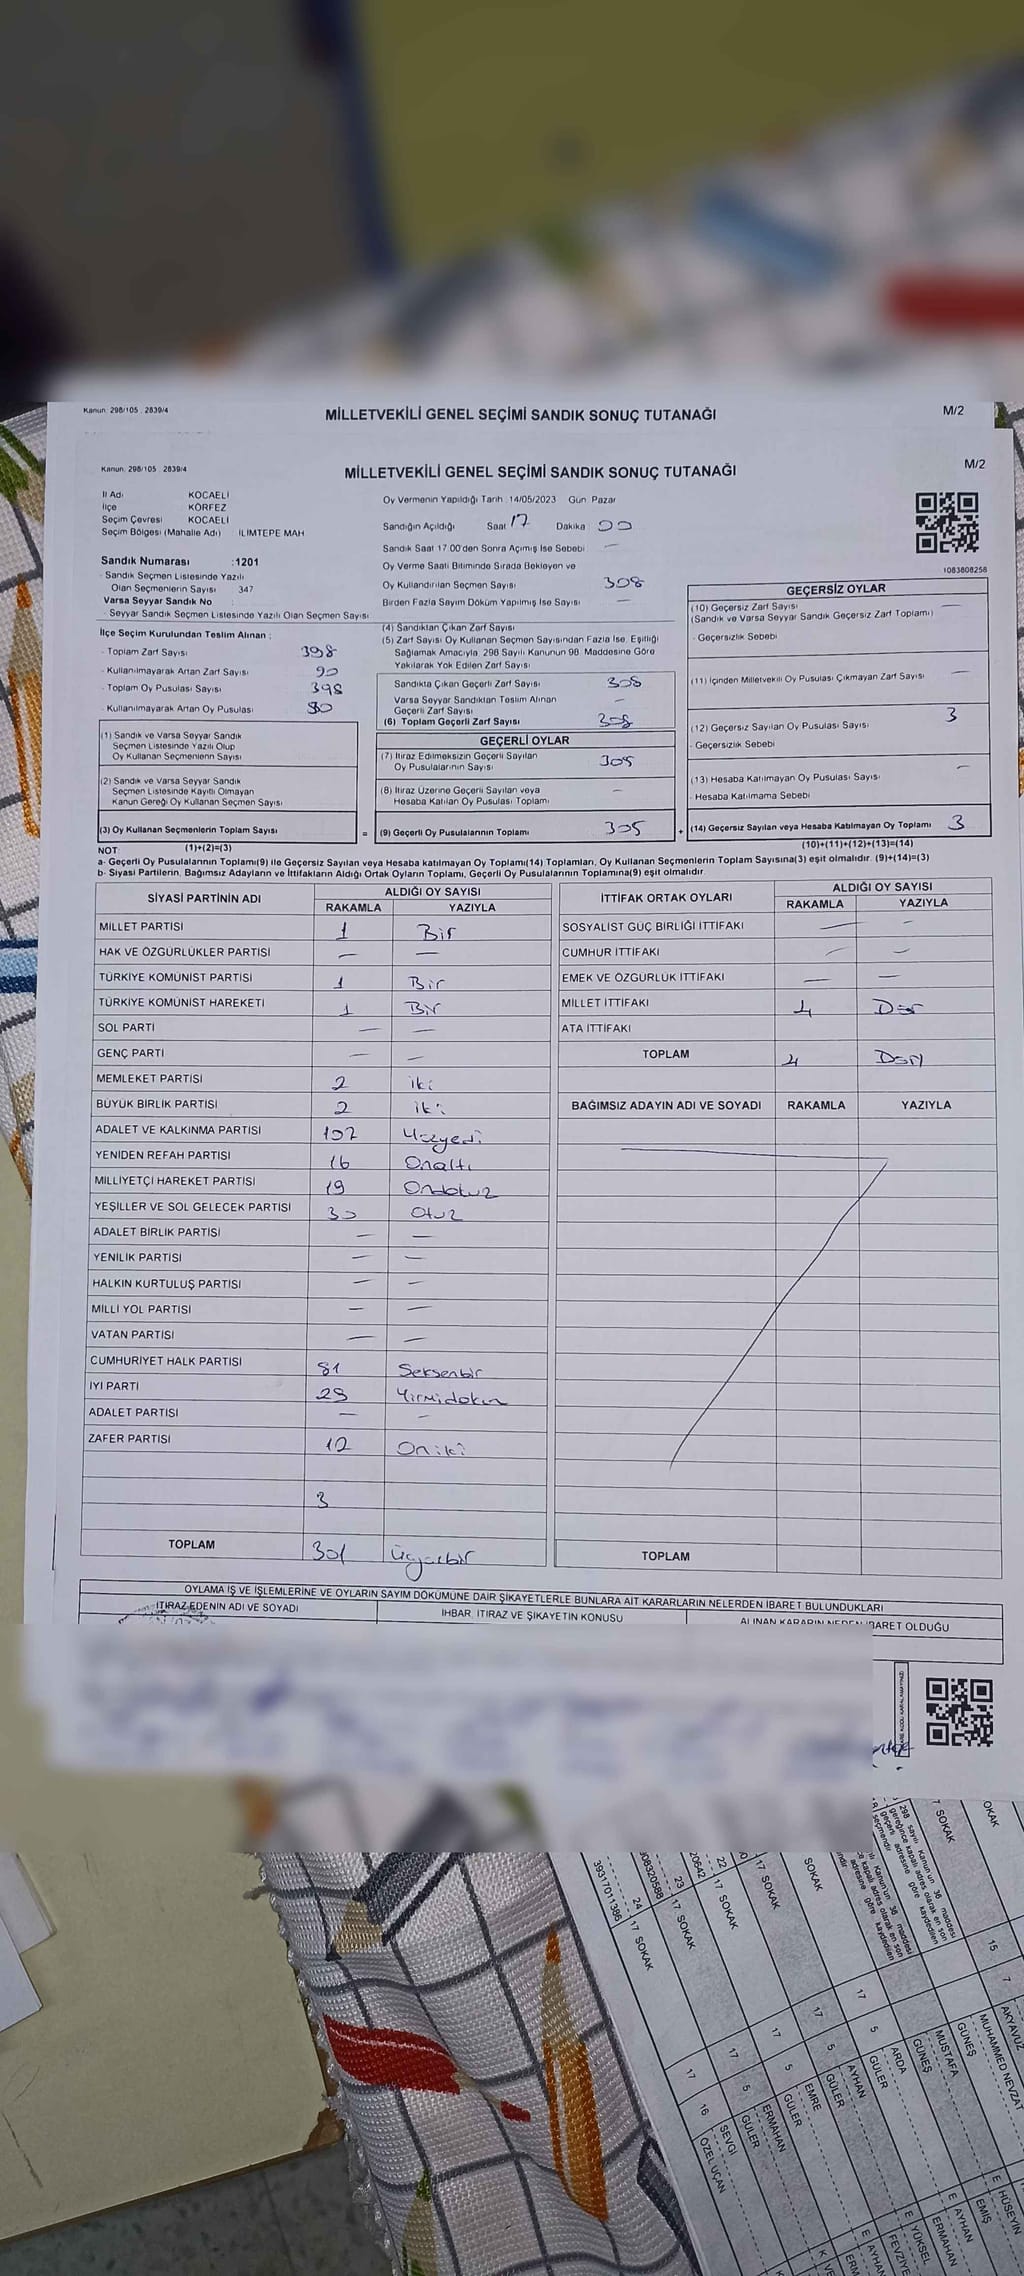 Kanun: 298/105 . 2839/4
MİLLETVEKİLİ GENEL SEÇİMİ SANDIK SONUÇ TUTANAĞI
M/2
Kanun: 298/105 . 2839/4
MİLLETVEKİLİ GENEL SEÇİMİ SANDIK SONUÇ TUTANAĞI
M/2
İl Adı KOCAELİ
İlçe KÖRFEZ
Seçim Çevresi KOCAELİ
Seçim Bölgesi (Mahalle Adı) İLİMTEPE MAH
Sandık Numarası :1201
- Sandık Seçmen Listesinde Yazılı
Olan Seçmenlerin Sayısı 347
Varsa Seyyar Sandık No
- Seyyar Sandık Seçmen Listesinde Yazılı Olan Seçmen Sayısı
Oy Vermenin Yapıldığı Tarih :14/05/2023 Gün: Pazar
Sandığın Açıldığı Saat 17 Dakika 00
Sandık Saat 17:00'den Sonra Açılmış İse Sebebi —
Oy Verme Saati Bitiminde Sırada Bekleyen ve
Oy Kullandırılan Seçmen Sayısı 308
Birden Fazla Sayım Döküm Yapılmış İse Sayısı —
1083808258
İlçe Seçim Kurulundan Teslim Alınan :
- Toplam Zarf Sayısı 398
- Kullanılmayarak Artan Zarf Sayısı 90
- Toplam Oy Pusulası Sayısı 398
- Kullanılmayarak Artan Oy Pusulası 90
(1) Sandık ve Varsa Seyyar Sandık
Seçmen Listesinde Yazılı Olup
Oy Kullanan Seçmenlerin Sayısı
(2) Sandık ve Varsa Seyyar Sandık
Seçmen Listesinde Kayıtlı Olmayan
Kanun Gereği Oy Kullanan Seçmen Sayısı
(3) Oy Kullanan Seçmenlerin Toplam Sayısı
(4) Sandıktan Çıkan Zarf Sayısı
(5) Zarf Sayısı Oy Kullanan Seçmen Sayısından Fazla İse, Eşitliği
Sağlamak Amacıyla, 298 Sayılı Kanunun 98. Maddesine Göre
Yakılarak Yok Edilen Zarf Sayısı
Sandıkta Çıkan Geçerli Zarf Sayısı 308
Varsa Seyyar Sandıktan Teslim Alınan
Geçerli Zarf Sayısı —
(6) Toplam Geçerli Zarf Sayısı 308
GEÇERLİ OYLAR
(7) İtiraz Edilmeksizin Geçerli Sayılan
Oy Pusulalarının Sayısı 305
(8) İtiraz Üzerine Geçerli Sayılan veya
Hesaba Katılan Oy Pusulası Toplamı —
= (9) Geçerli Oy Pusulalarının Toplamı 305
GEÇERSİZ OYLAR
(10) Geçersiz Zarf Sayısı —
(Sandık ve Varsa Seyyar Sandık Geçersiz Zarf Toplamı)
- Geçersizlik Sebebi
(11) İçinden Milletvekili Oy Pusulası Çıkmayan Zarf Sayısı —
(12) Geçersiz Sayılan Oy Pusulası Sayısı 3
- Geçersizlik Sebebi
(13) Hesaba Katılmayan Oy Pusulası Sayısı —
- Hesaba Katılmama Sebebi
+ (14) Geçersiz Sayılan veya Hesaba Katılmayan Oy Toplamı 3
NOT: (1)+(2)=(3)
(10)+(11)+(12)+(13)=(14)
a- Geçerli Oy Pusulalarının Toplamı(9) ile Geçersiz Sayılan veya Hesaba katılmayan Oy Toplamı(14) Toplamları, Oy Kullanan Seçmenlerin Toplam Sayısına(3) eşit olmalıdır. (9)+(14)=(3)
b- Siyasi Partilerin, Bağımsız Adayların ve İttifakların Aldığı Ortak Oyların Toplamı, Geçerli Oy Pusulalarının Toplamına(9) eşit olmalıdır.
SİYASİ PARTİNİN ADI ALDIĞI OY SAYISI
RAKAMLA YAZIYLA
MİLLET PARTİSİ 1 Bir
HAK VE ÖZGÜRLÜKLER PARTİSİ — —
TÜRKİYE KOMÜNİST PARTİSİ 1 Bir
TÜRKİYE KOMÜNİST HAREKETİ 1 Bir
SOL PARTİ — —
GENÇ PARTİ — —
MEMLEKET PARTİSİ 2 iki
BÜYÜK BİRLİK PARTİSİ 2 iki
ADALET VE KALKINMA PARTİSİ 107 Yüzyedi
YENİDEN REFAH PARTİSİ 16 Onaltı
MİLLİYETÇİ HAREKET PARTİSİ 19 Ondokuz
YEŞİLLER VE SOL GELECEK PARTİSİ 30 Otuz
ADALET BİRLİK PARTİSİ — —
YENİLİK PARTİSİ — —
HALKIN KURTULUŞ PARTİSİ — —
MİLLİ YOL PARTİSİ — —
VATAN PARTİSİ — —
CUMHURİYET HALK PARTİSİ 81 Seksenbir
İYİ PARTİ 29 Yirmidokuz
ADALET PARTİSİ — —
ZAFER PARTİSİ 12 Oniki
3
TOPLAM 301 Üçyüzbir
İTTİFAK ORTAK OYLARI ALDIĞI OY SAYISI
RAKAMLA YAZIYLA
SOSYALİST GÜÇ BİRLİĞİ İTTİFAKI — —
CUMHUR İTTİFAKI — —
EMEK VE ÖZGÜRLÜK İTTİFAKI — —
MİLLET İTTİFAKI 4 Dört
ATA İTTİFAKI
TOPLAM 4 Dört
BAĞIMSIZ ADAYIN ADI VE SOYADI RAKAMLA YAZIYLA
TOPLAM
OYLAMA İŞ VE İŞLEMLERİNE VE OYLARIN SAYIM DÖKÜMÜNE DAİR ŞİKAYETLERLE BUNLARA AİT KARARLARIN NELERDEN İBARET BULUNDUKLARI
İTİRAZ EDENİN ADI VE SOYADI
İHBAR, İTİRAZ VE ŞİKAYETİN KONUSU
ALINAN KARARIN NEDEN İBARET OLDUĞU
17 SOKAK
17 SOKAK
17 SOKAK
17 SOKAK
SOKAK
17 SOKAK
OKAK
39317011386
24
23
22
15
17 16 SEVGİ ÖZEL UÇAN
17 5 ERMAHAN GÜLER
17 5 EMRE GÜLER
17 5 AYHAN GÜLER
17 5 ARDA GÜLER
MUSTAFA GÜNEŞ
MUHAMMED NEVZAT GÜNEŞ
7 AKYAVUZ
E HÜSEYİN
EMİŞ
E AYHAN
ERMAHAN
E YÜKSEL
FEVZİYE
E AYHAN